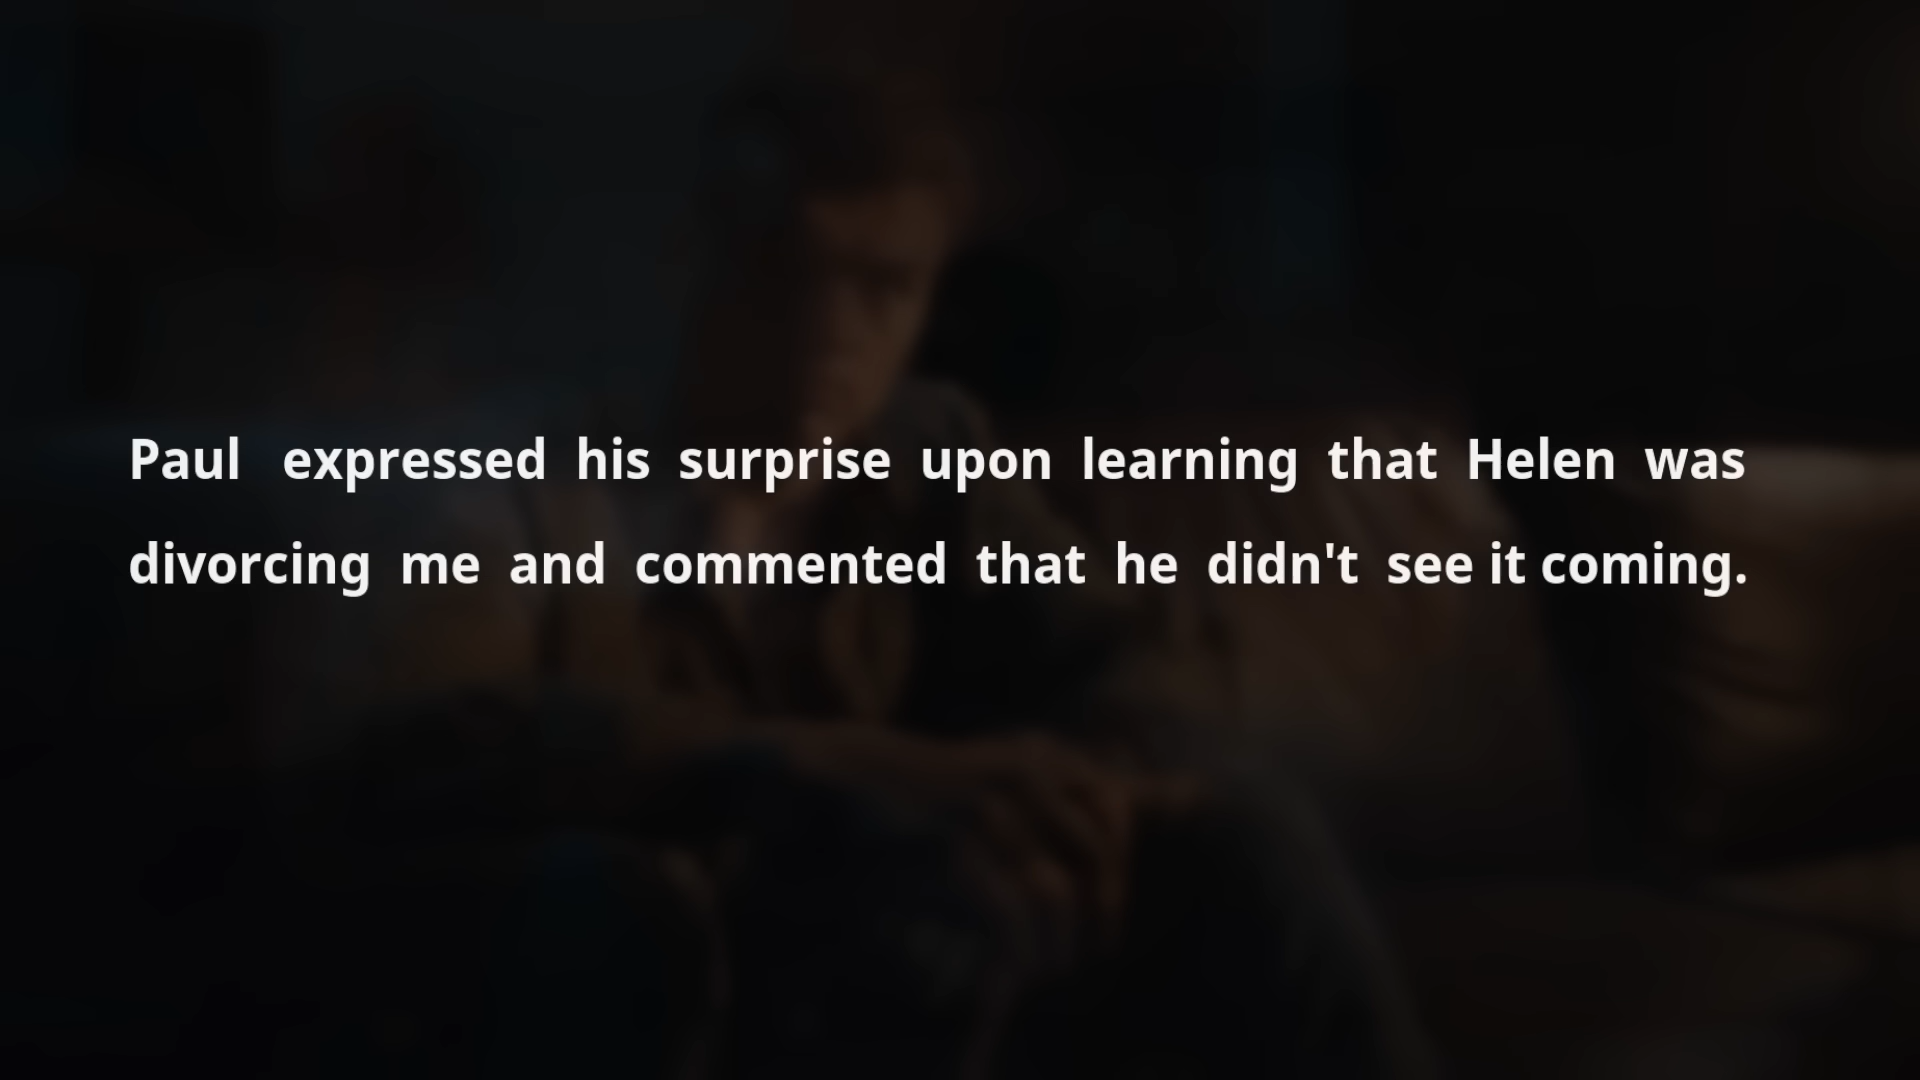 Paul expressed his surprise upon learning that Helen was
divorcing me and commented that he didn't see it coming.